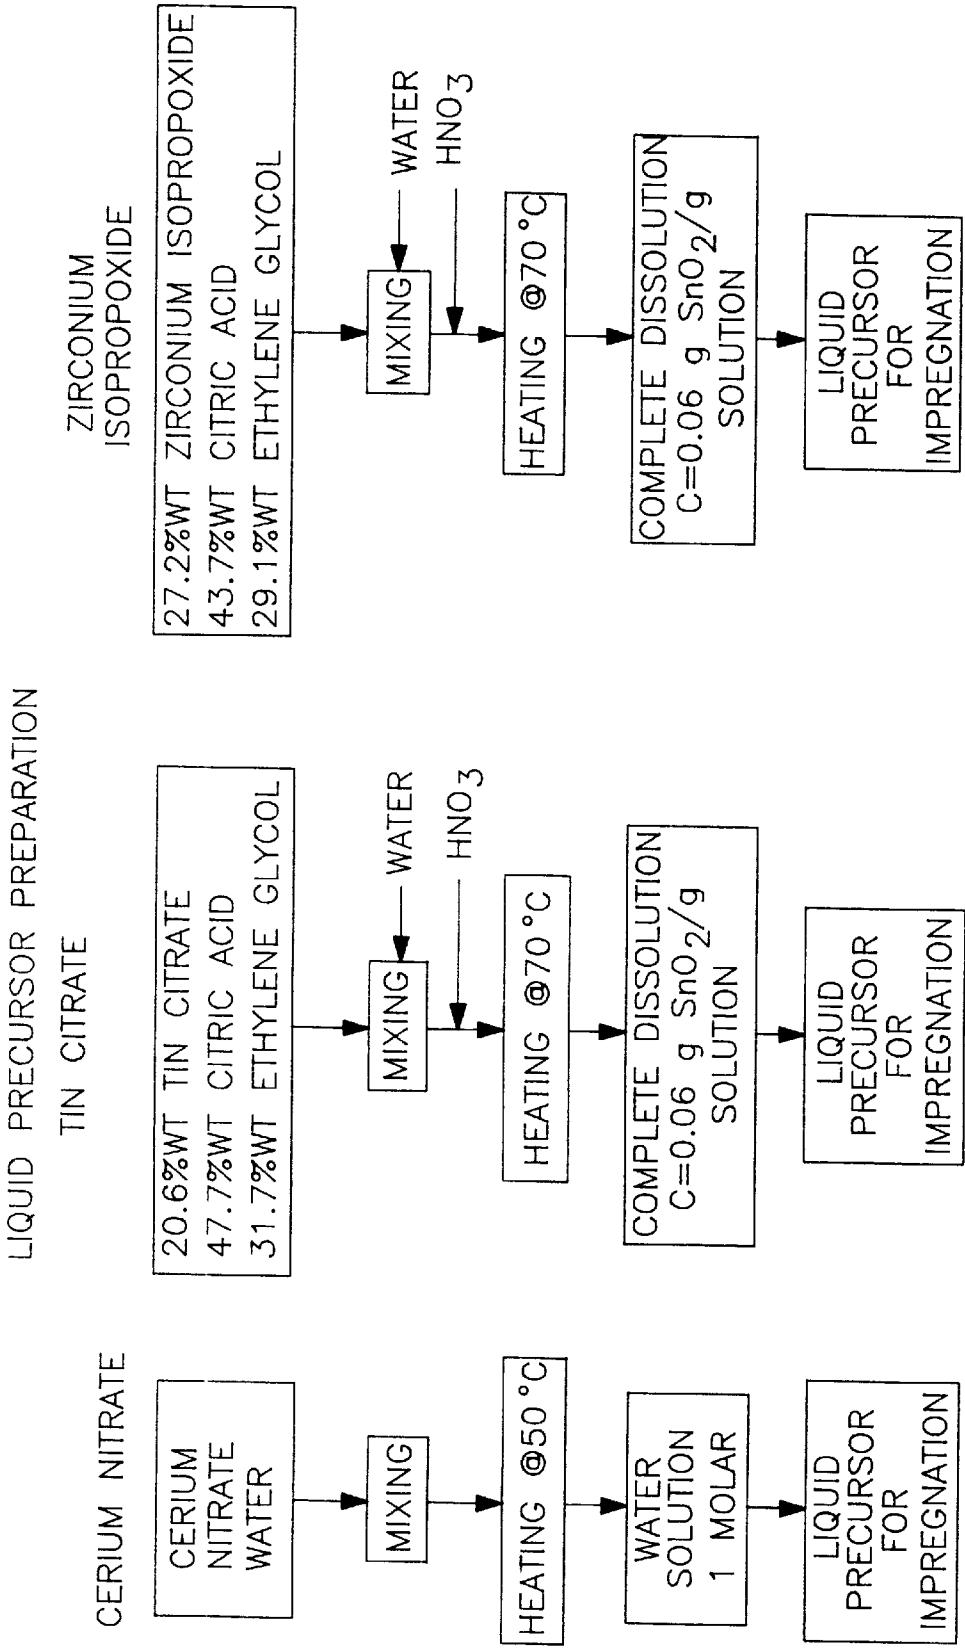 LIQUID PRECURSOR PREPARATION
CERIUM NITRATE
CERIUM
NITRATE
WATER
MIXING
HEATING @50°C
WATER
SOLUTION
1 MOLAR
LIQUID
PRECURSOR
FOR
IMPREGNATION
TIN CITRATE
20.6%WT TIN CITRATE
47.7%WT CITRIC ACID
31.7%WT ETHYLENE GLYCOL
MIXING
WATER
HNO3
HEATING @70°C
COMPLETE DISSOLUTION
C=0.06 g SnO2/g
SOLUTION
LIQUID
PRECURSOR
FOR
IMPREGNATION
ZIRCONIUM
ISOPROPOXIDE
27.2%WT ZIRCONIUM ISOPROPOXIDE
43.7%WT CITRIC ACID
29.1%WT ETHYLENE GLYCOL
MIXING
WATER
HNO3
HEATING @70°C
COMPLETE DISSOLUTION
C=0.06 g SnO2/g
SOLUTION
LIQUID
PRECURSOR
FOR
IMPREGNATION